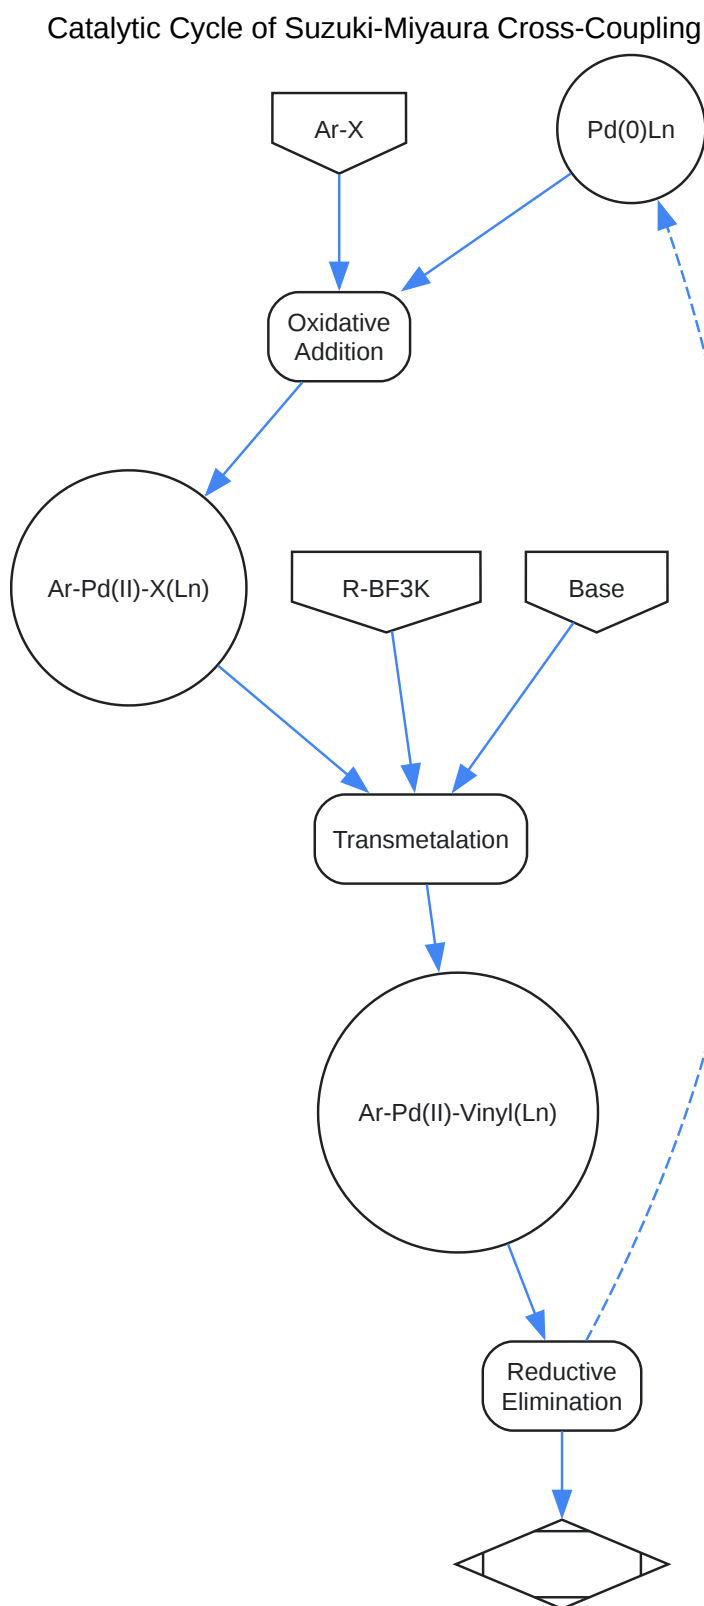 Catalytic Cycle of Suzuki-Miyaura Cross-Coupling
Ar-X
Pd(0)Ln
Oxidative
Addition
Ar-Pd(II)-X(Ln)
R-BF3K
Base
Transmetalation
Ar-Pd(II)-Vinyl(Ln)
Reductive
Elimination